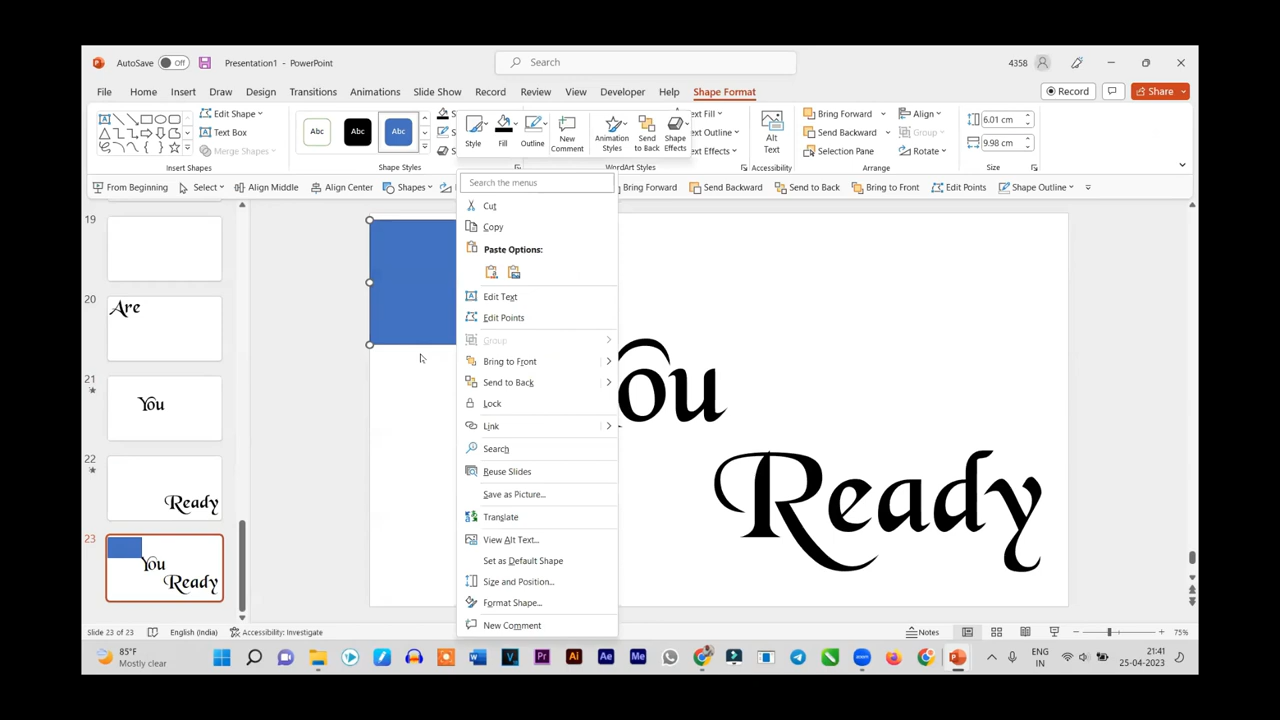 AutoSave Off Presentation1 - PowerPoint Search 4358
File Home Insert Draw Design Transitions Animations Slide Show Record Review View Developer Help Shape Format Record Share
Edit Shape
Text Box
Merge Shapes
Insert Shapes
Abc Abc Abc
Shape Styles
Style Fill Outline New Comment Animation Styles Send to Back Shape Effects
WordArt Styles
Alt Text
Accessibility
Bring Forward
Send Backward
Selection Pane
Align
Group
Rotate
Arrange
6.01 cm
9.98 cm
Size
From Beginning Select Align Middle Align Center Shapes Bring Forward Send Backward Send to Back Bring to Front Edit Points Shape Outline
Search the menus
Cut
Copy
Paste Options:
Edit Text
Edit Points
Group
Bring to Front
Send to Back
Lock
Link
Search
Reuse Slides
Save as Picture...
Translate
View Alt Text...
Set as Default Shape
Size and Position...
Format Shape...
New Comment
19
20
Are
21
You
22
Ready
23
You
Ready
You
Ready
Slide 23 of 23 English (India) Accessibility: Investigate Notes 75%
85°F
Mostly clear
ENG
IN
21:41
25-04-2023